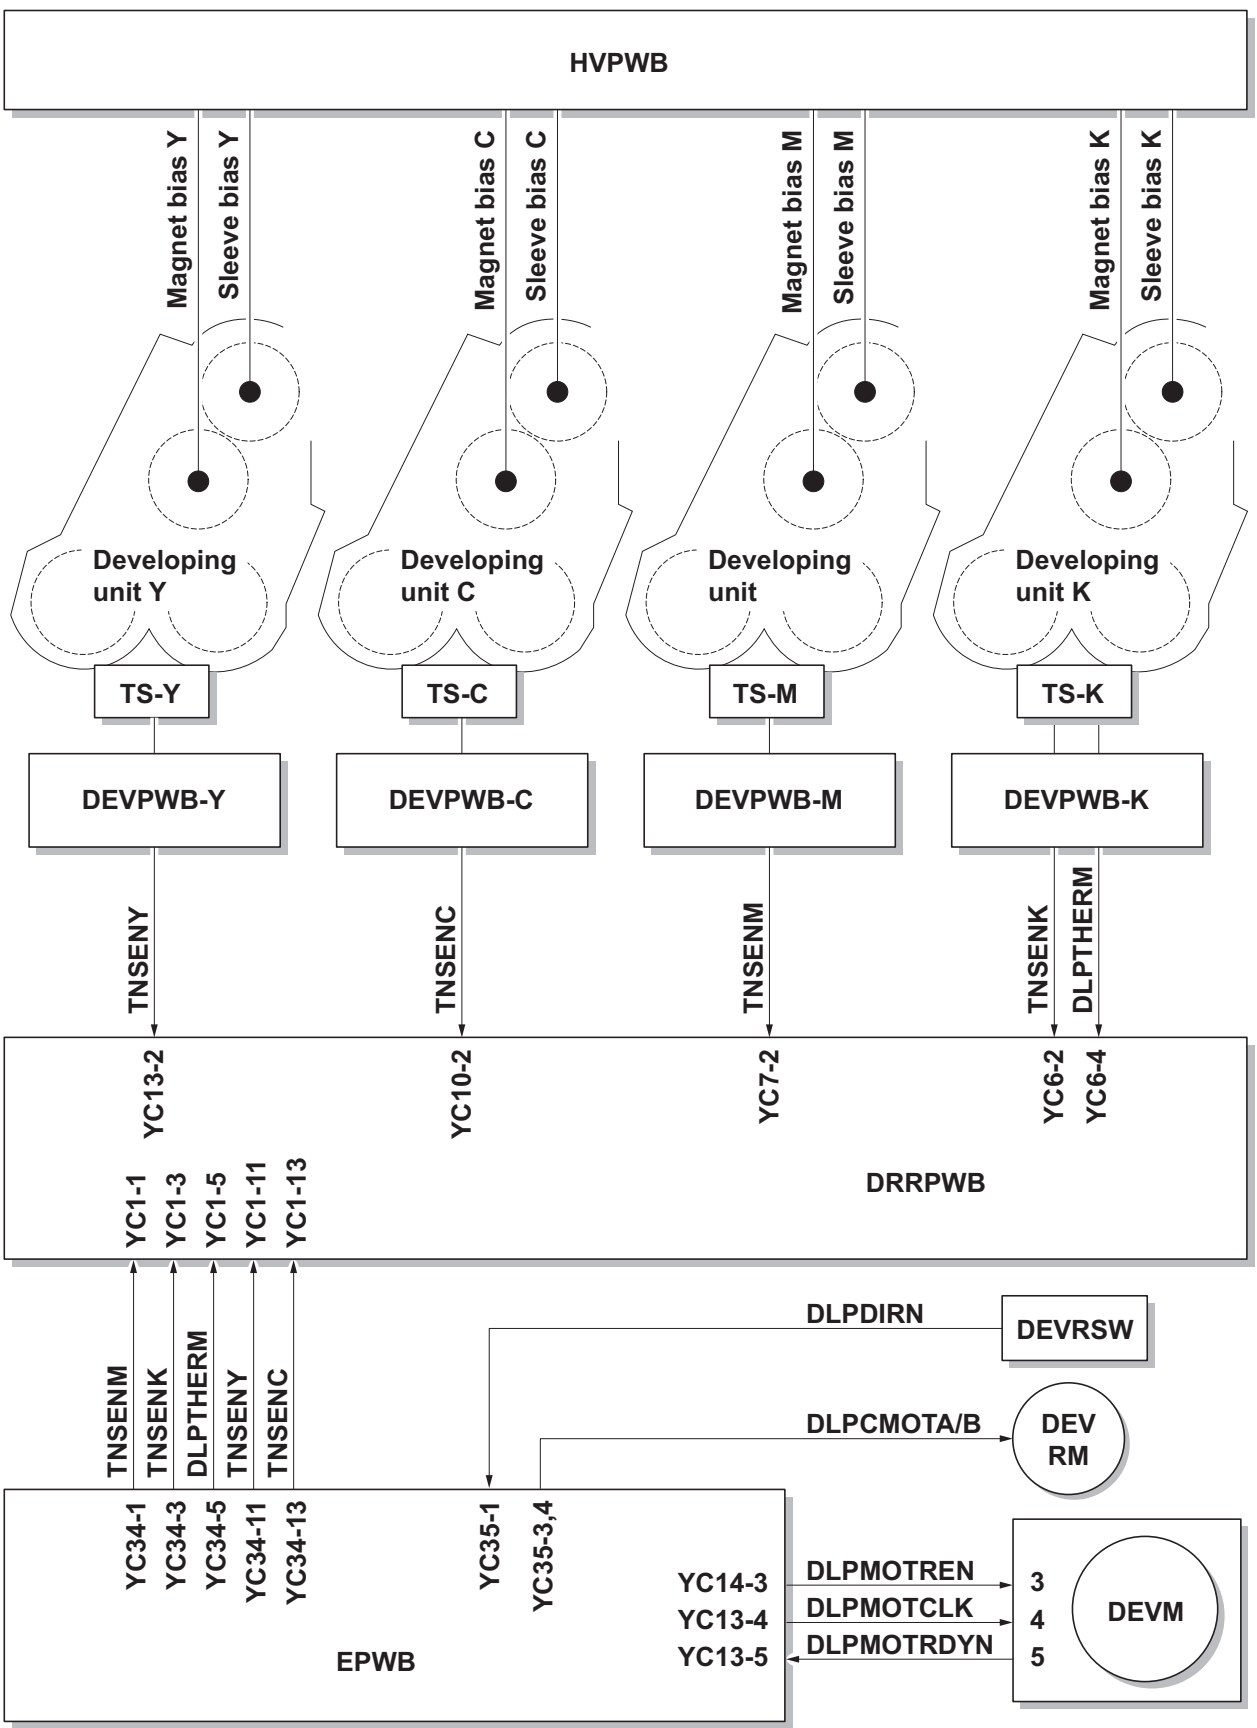 HVPWB
Magnet bias Y
Sleeve bias Y
Magnet bias C
Sleeve bias C
Magnet bias M
Sleeve bias M
Magnet bias K
Sleeve bias K
Developing
unit Y
Developing
unit C
Developing
unit
Developing
unit K
TS-Y
TS-C
TS-M
TS-K
DEVPWB-Y
DEVPWB-C
DEVPWB-M
DEVPWB-K
TNSENY
TNSENC
TNSENM
TNSENK
DLPTHERM
YC13-2
YC10-2
YC7-2
YC6-2
YC6-4
YC1-1
YC1-3
YC1-5
YC1-11
YC1-13
DRRPWB
TNSENM
TNSENK
DLPTHERM
TNSENY
TNSENC
DLPDIRN
DEVRSW
DLPCMOTA/B
DEV
RM
YC34-1
YC34-3
YC34-5
YC34-11
YC34-13
YC35-1
YC35-3,4
YC14-3
DLPMOTREN
3
YC13-4
DLPMOTCLK
4
YC13-5
DLPMOTRDYN
5
DEVM
EPWB